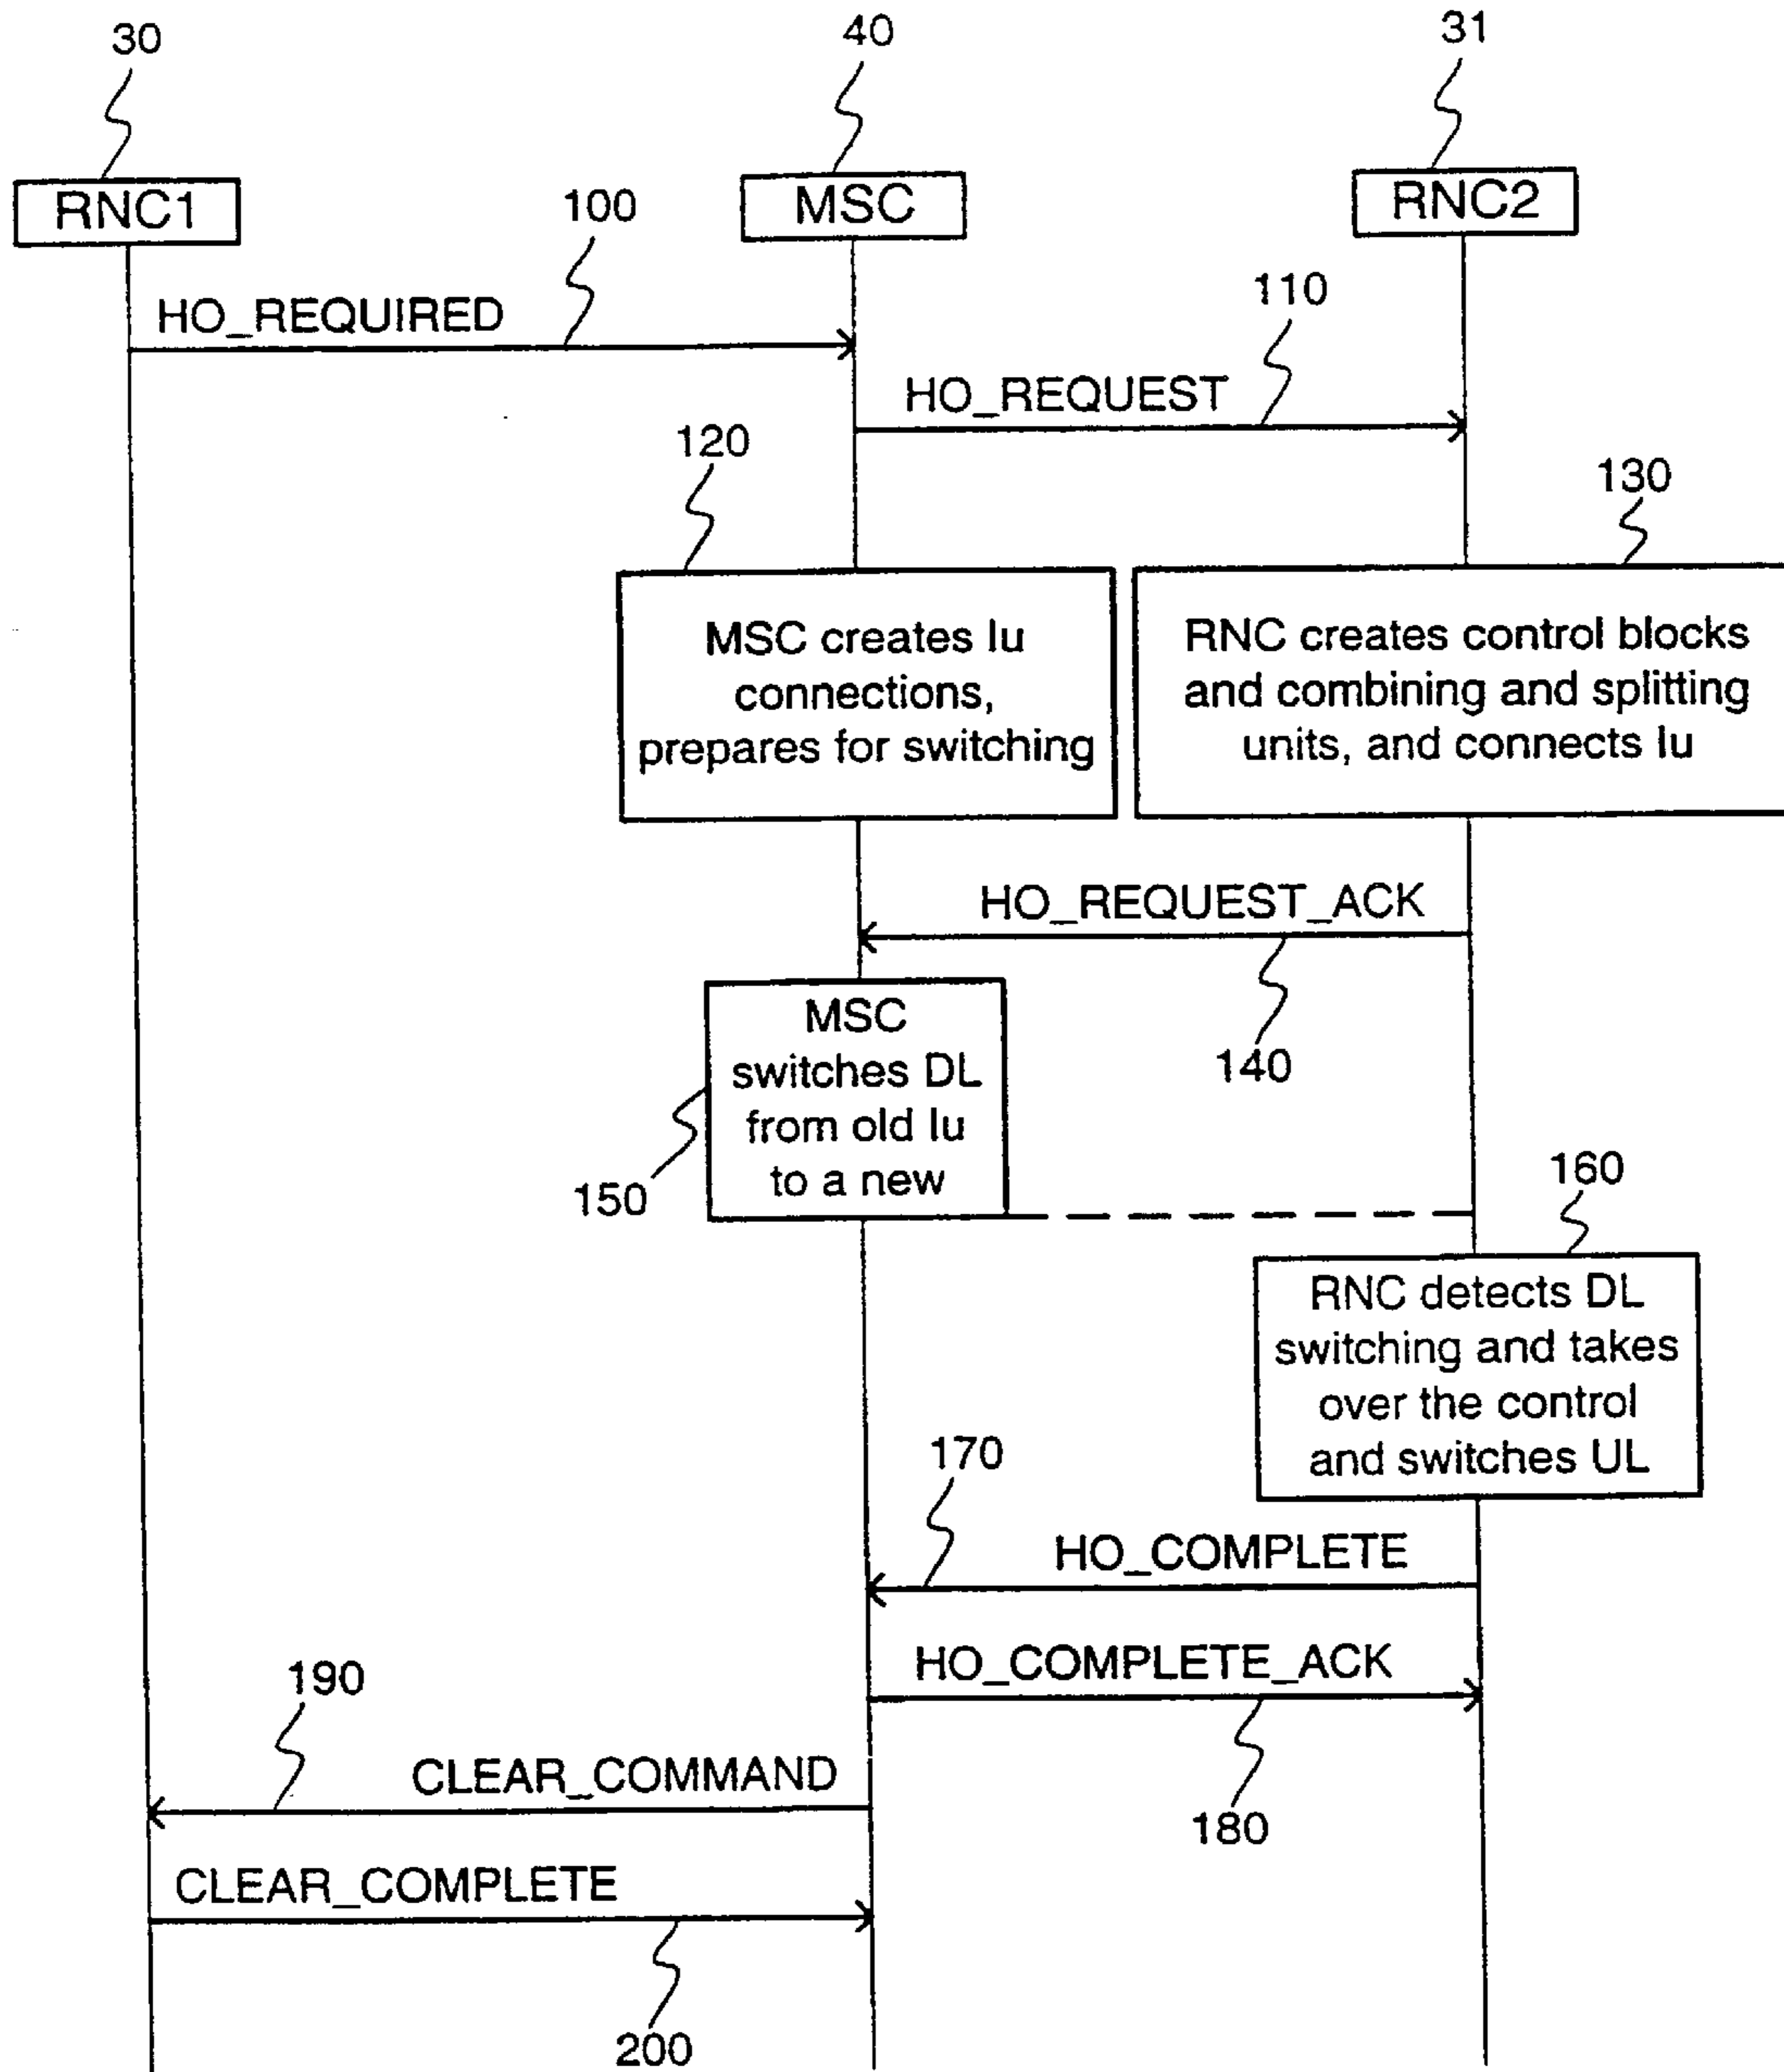 30
40
31
RNC1
MSC
RNC2
100
HO_REQUIRED
110
HO_REQUEST
120
130
MSC creates Iu
connections,
prepares for switching
RNC creates control blocks
and combining and splitting
units, and connects Iu
HO_REQUEST_ACK
140
MSC
switches DL
from old Iu
to a new
150
160
RNC detects DL
switching and takes
over the control
and switches UL
170
HO_COMPLETE
HO_COMPLETE_ACK
180
190
CLEAR_COMMAND
CLEAR_COMPLETE
200